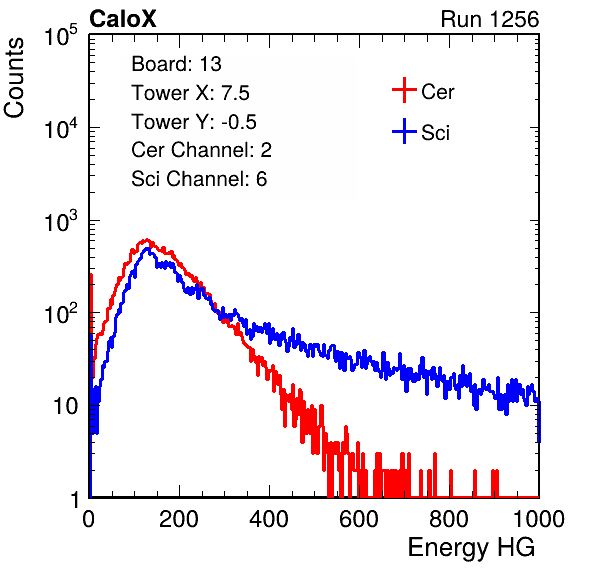 CaloX Run 1256
Counts
Board: 13
Tower X: 7.5
Tower Y: -0.5
Cer Channel: 2
Sci Channel: 6
Cer
Sci
10^5
10^4
10^3
10^2
10
1
0 200 400 600 800 1000
Energy HG